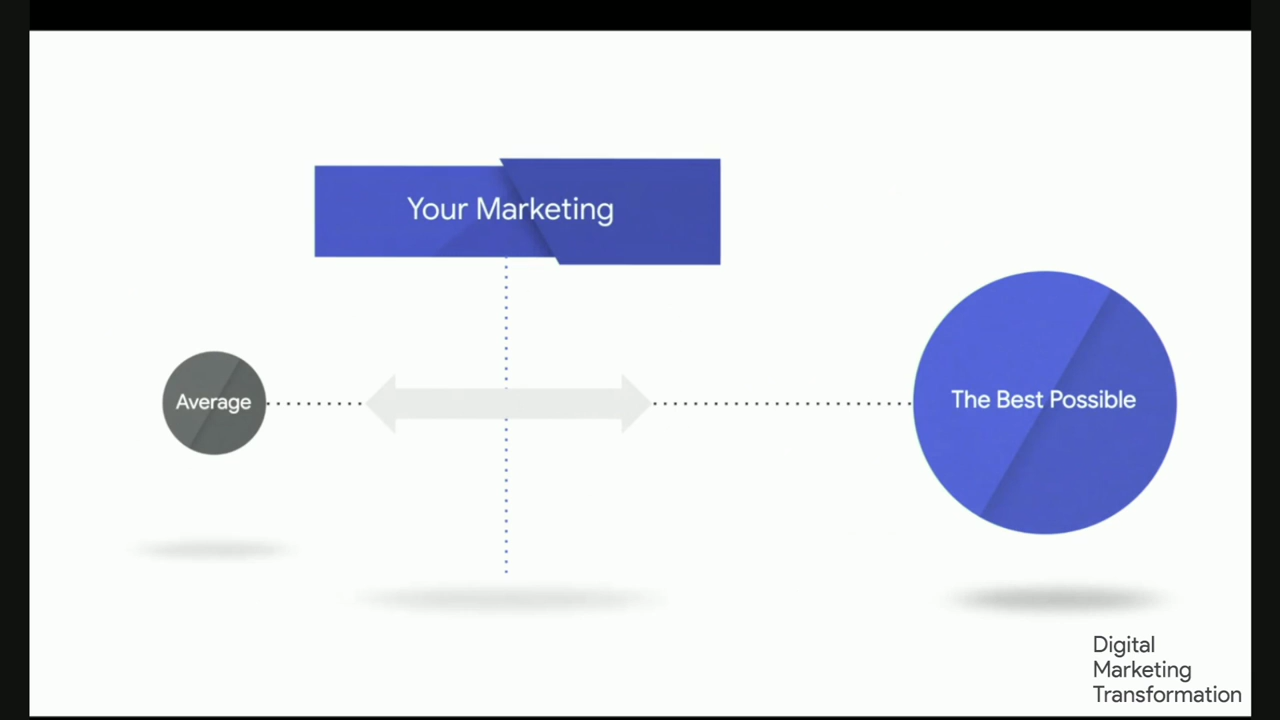 Your Marketing
Average
The Best Possible
Digital
Marketing
Transformation